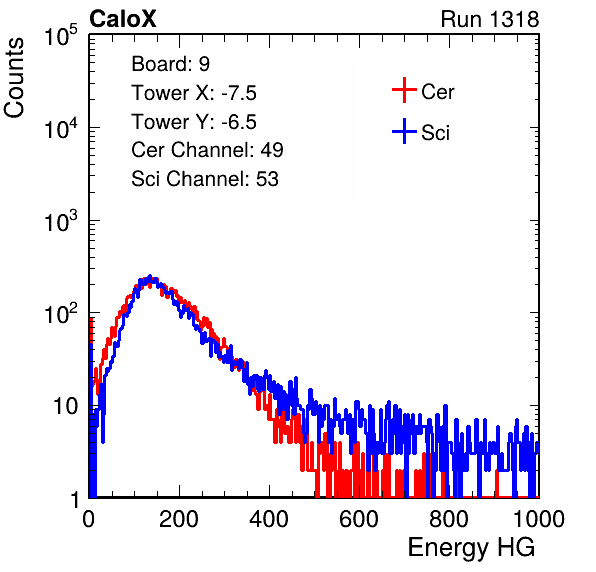 CaloX Run 1318
Counts
Board: 9
Tower X: -7.5
Tower Y: -6.5
Cer Channel: 49
Sci Channel: 53
Cer
Sci
10^5
10^4
10^3
10^2
10
1
0 200 400 600 800 1000
Energy HG